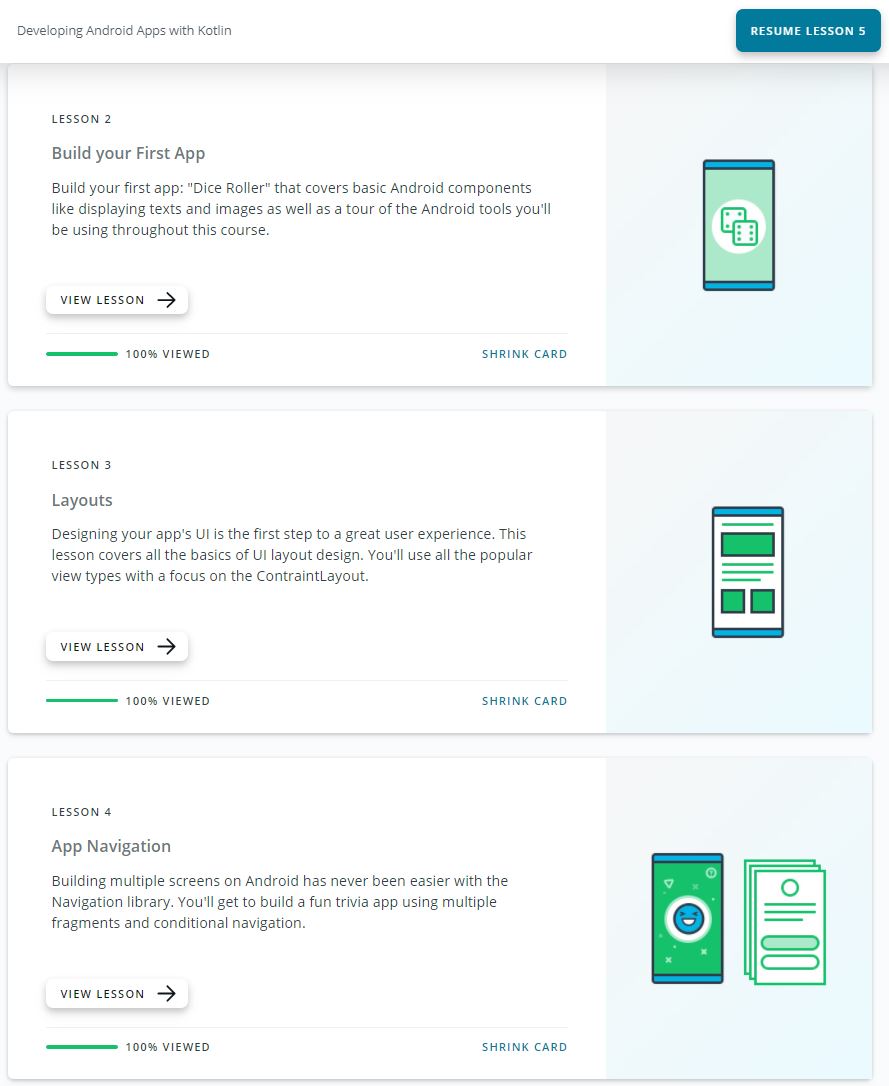 Developing Android Apps with Kotlin
RESUME LESSON 5
LESSON 2
Build your First App
Build your first app: "Dice Roller" that covers basic Android components
like displaying texts and images as well as a tour of the Android tools you'll
be using throughout this course.
VIEW LESSON
100% VIEWED
SHRINK CARD
LESSON 3
Layouts
Designing your app's UI is the first step to a great user experience. This
lesson covers all the basics of UI layout design. You'll use all the popular
view types with a focus on the ContraintLayout.
VIEW LESSON
100% VIEWED
SHRINK CARD
LESSON 4
App Navigation
Building multiple screens on Android has never been easier with the
Navigation library. You'll get to build a fun trivia app using multiple
fragments and conditional navigation.
VIEW LESSON
100% VIEWED
SHRINK CARD